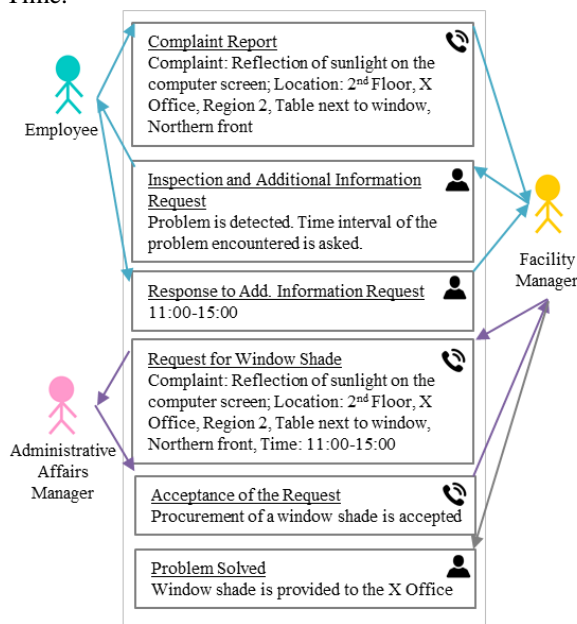 Time.
Complaint Report
Complaint: Reflection of sunlight on the
computer screen; Location: 2nd Floor, X
Office, Region 2, Table next to window,
Northern front
Employee
Inspection and Additional Information
Request
Problem is detected. Time interval of the
problem encountered is asked.
Facility
Manager
Response to Add. Information Request
11:00-15:00
Request for Window Shade
Complaint: Reflection of sunlight on the
computer screen; Location: 2nd Floor, X
Office, Region 2, Table next to window,
Northern front, Time: 11:00-15:00
Administrative
Affairs
Manager
Acceptance of the Request
Procurement of a window shade is accepted
Problem Solved
Window shade is provided to the X Office